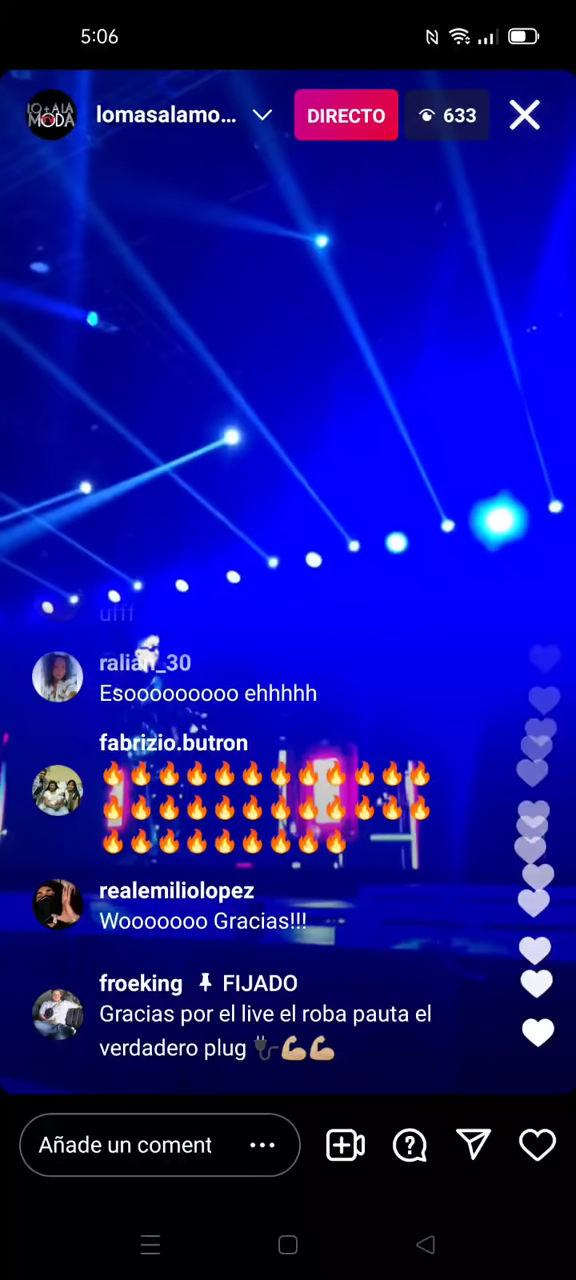 5:06
LO+ALA
MODA
lomasalamo...
DIRECTO
633
ufff
ralian_30
Esooooooooo ehhhhh
fabrizio.butron
🔥🔥🔥🔥🔥🔥🔥🔥🔥🔥🔥🔥
🔥🔥🔥🔥🔥🔥🔥🔥🔥🔥🔥🔥
🔥🔥🔥🔥🔥🔥🔥🔥🔥
realemiliolopez
Wooooooo Gracias!!!
froeking FIJADO
Gracias por el live el roba pauta el
verdadero plug 🔌💪🏼💪🏼
Añade un coment